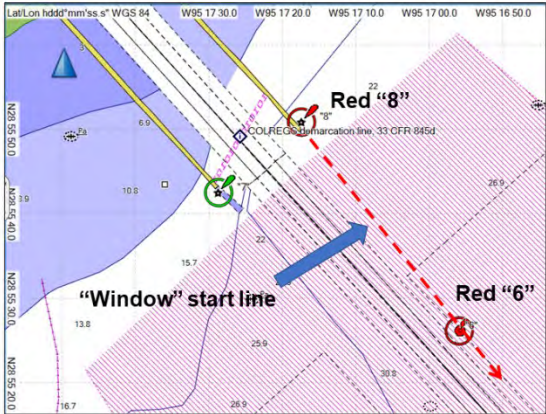 Lat/Lon hddd°mm'ss.s" WGS 84
W95 17 30.0
W95 17 20.0
W95 17 10.0
W95 17 00.0
W95 16 50.0
22
Red "8"
"8"
N28 55 50.0
Pa
6.9
COLREGS demarcation line, 33 CFR 845d
10.8
"7"
26.9
N28 55 40.0
22
15.7
"Window" start line
Red "6"
N28 55 30.0
13.8
25.9
30.8
N28 55 20.0
16.7
26.9